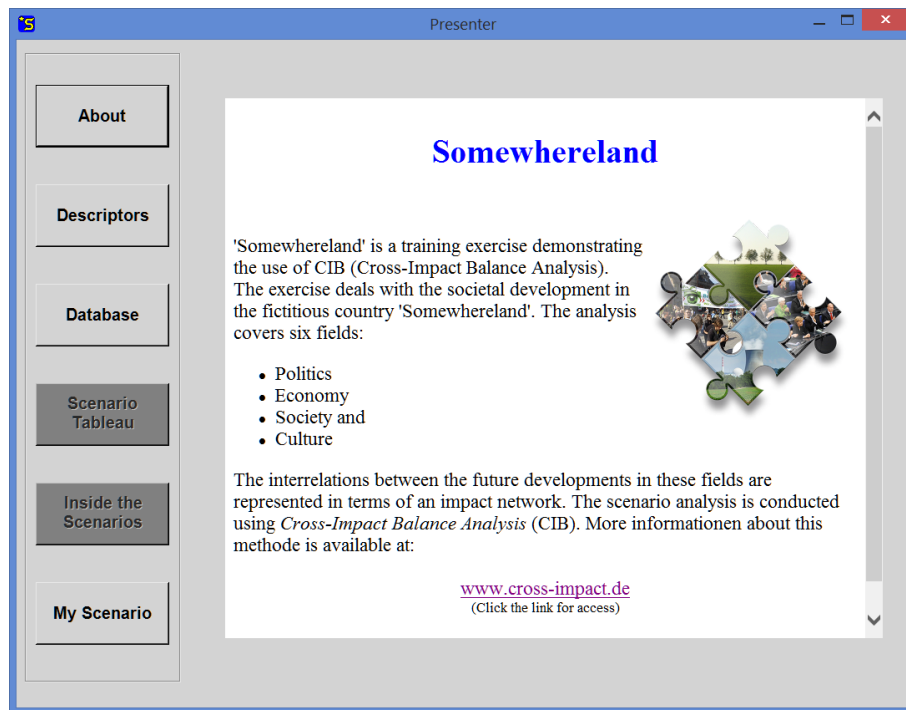 Presenter
About
Descriptors
Database
Scenario
Tableau
Inside the
Scenarios
My Scenario
Somewhereland
'Somewhereland' is a training exercise demonstrating
the use of CIB (Cross-Impact Balance Analysis).
The exercise deals with the societal development in
the fictitious country 'Somewhereland'. The analysis
covers six fields:
• Politics
• Economy
• Society and
• Culture
The interrelations between the future developments in these fields are
represented in terms of an impact network. The scenario analysis is conducted
using Cross-Impact Balance Analysis (CIB). More informationen about this
methode is available at:
www.cross-impact.de
(Click the link for access)